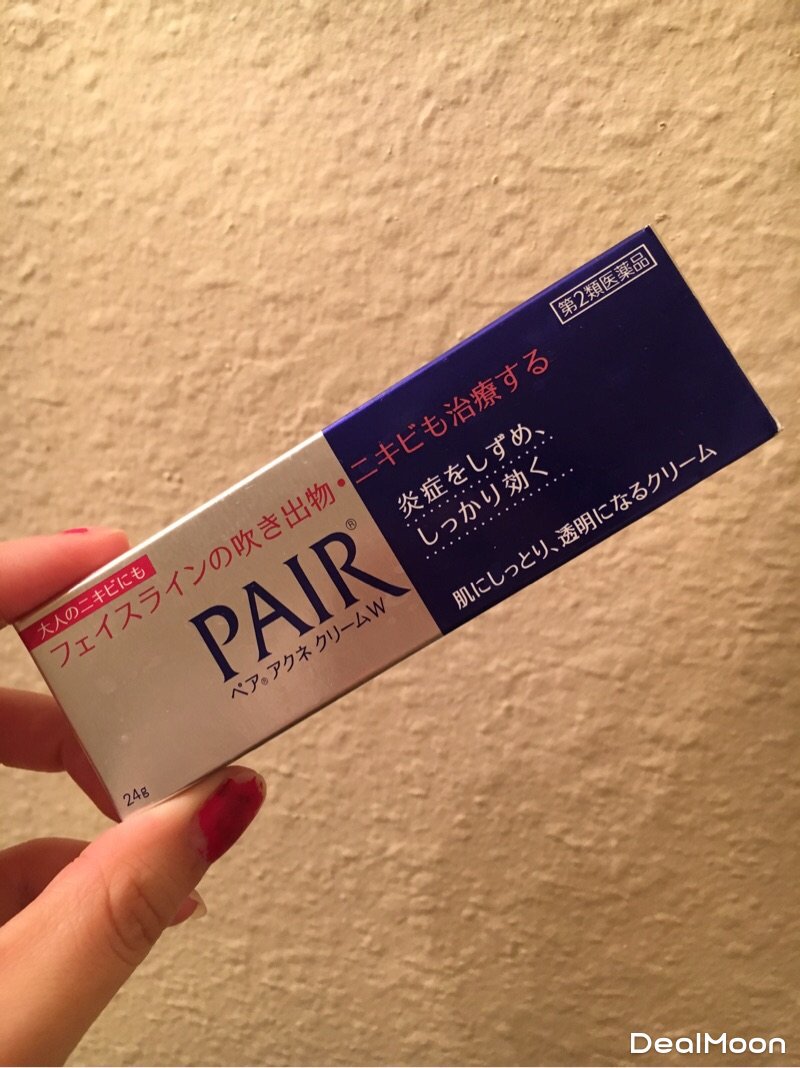 第2類医薬品
大人のニキビにも
フェイスラインの吹き出物・ニキビも治療する
PAIR®
ペア®アクネ クリームW
炎症をしずめ、
しっかり効く
肌にしっとり、透明になるクリーム
24g
DealMoon